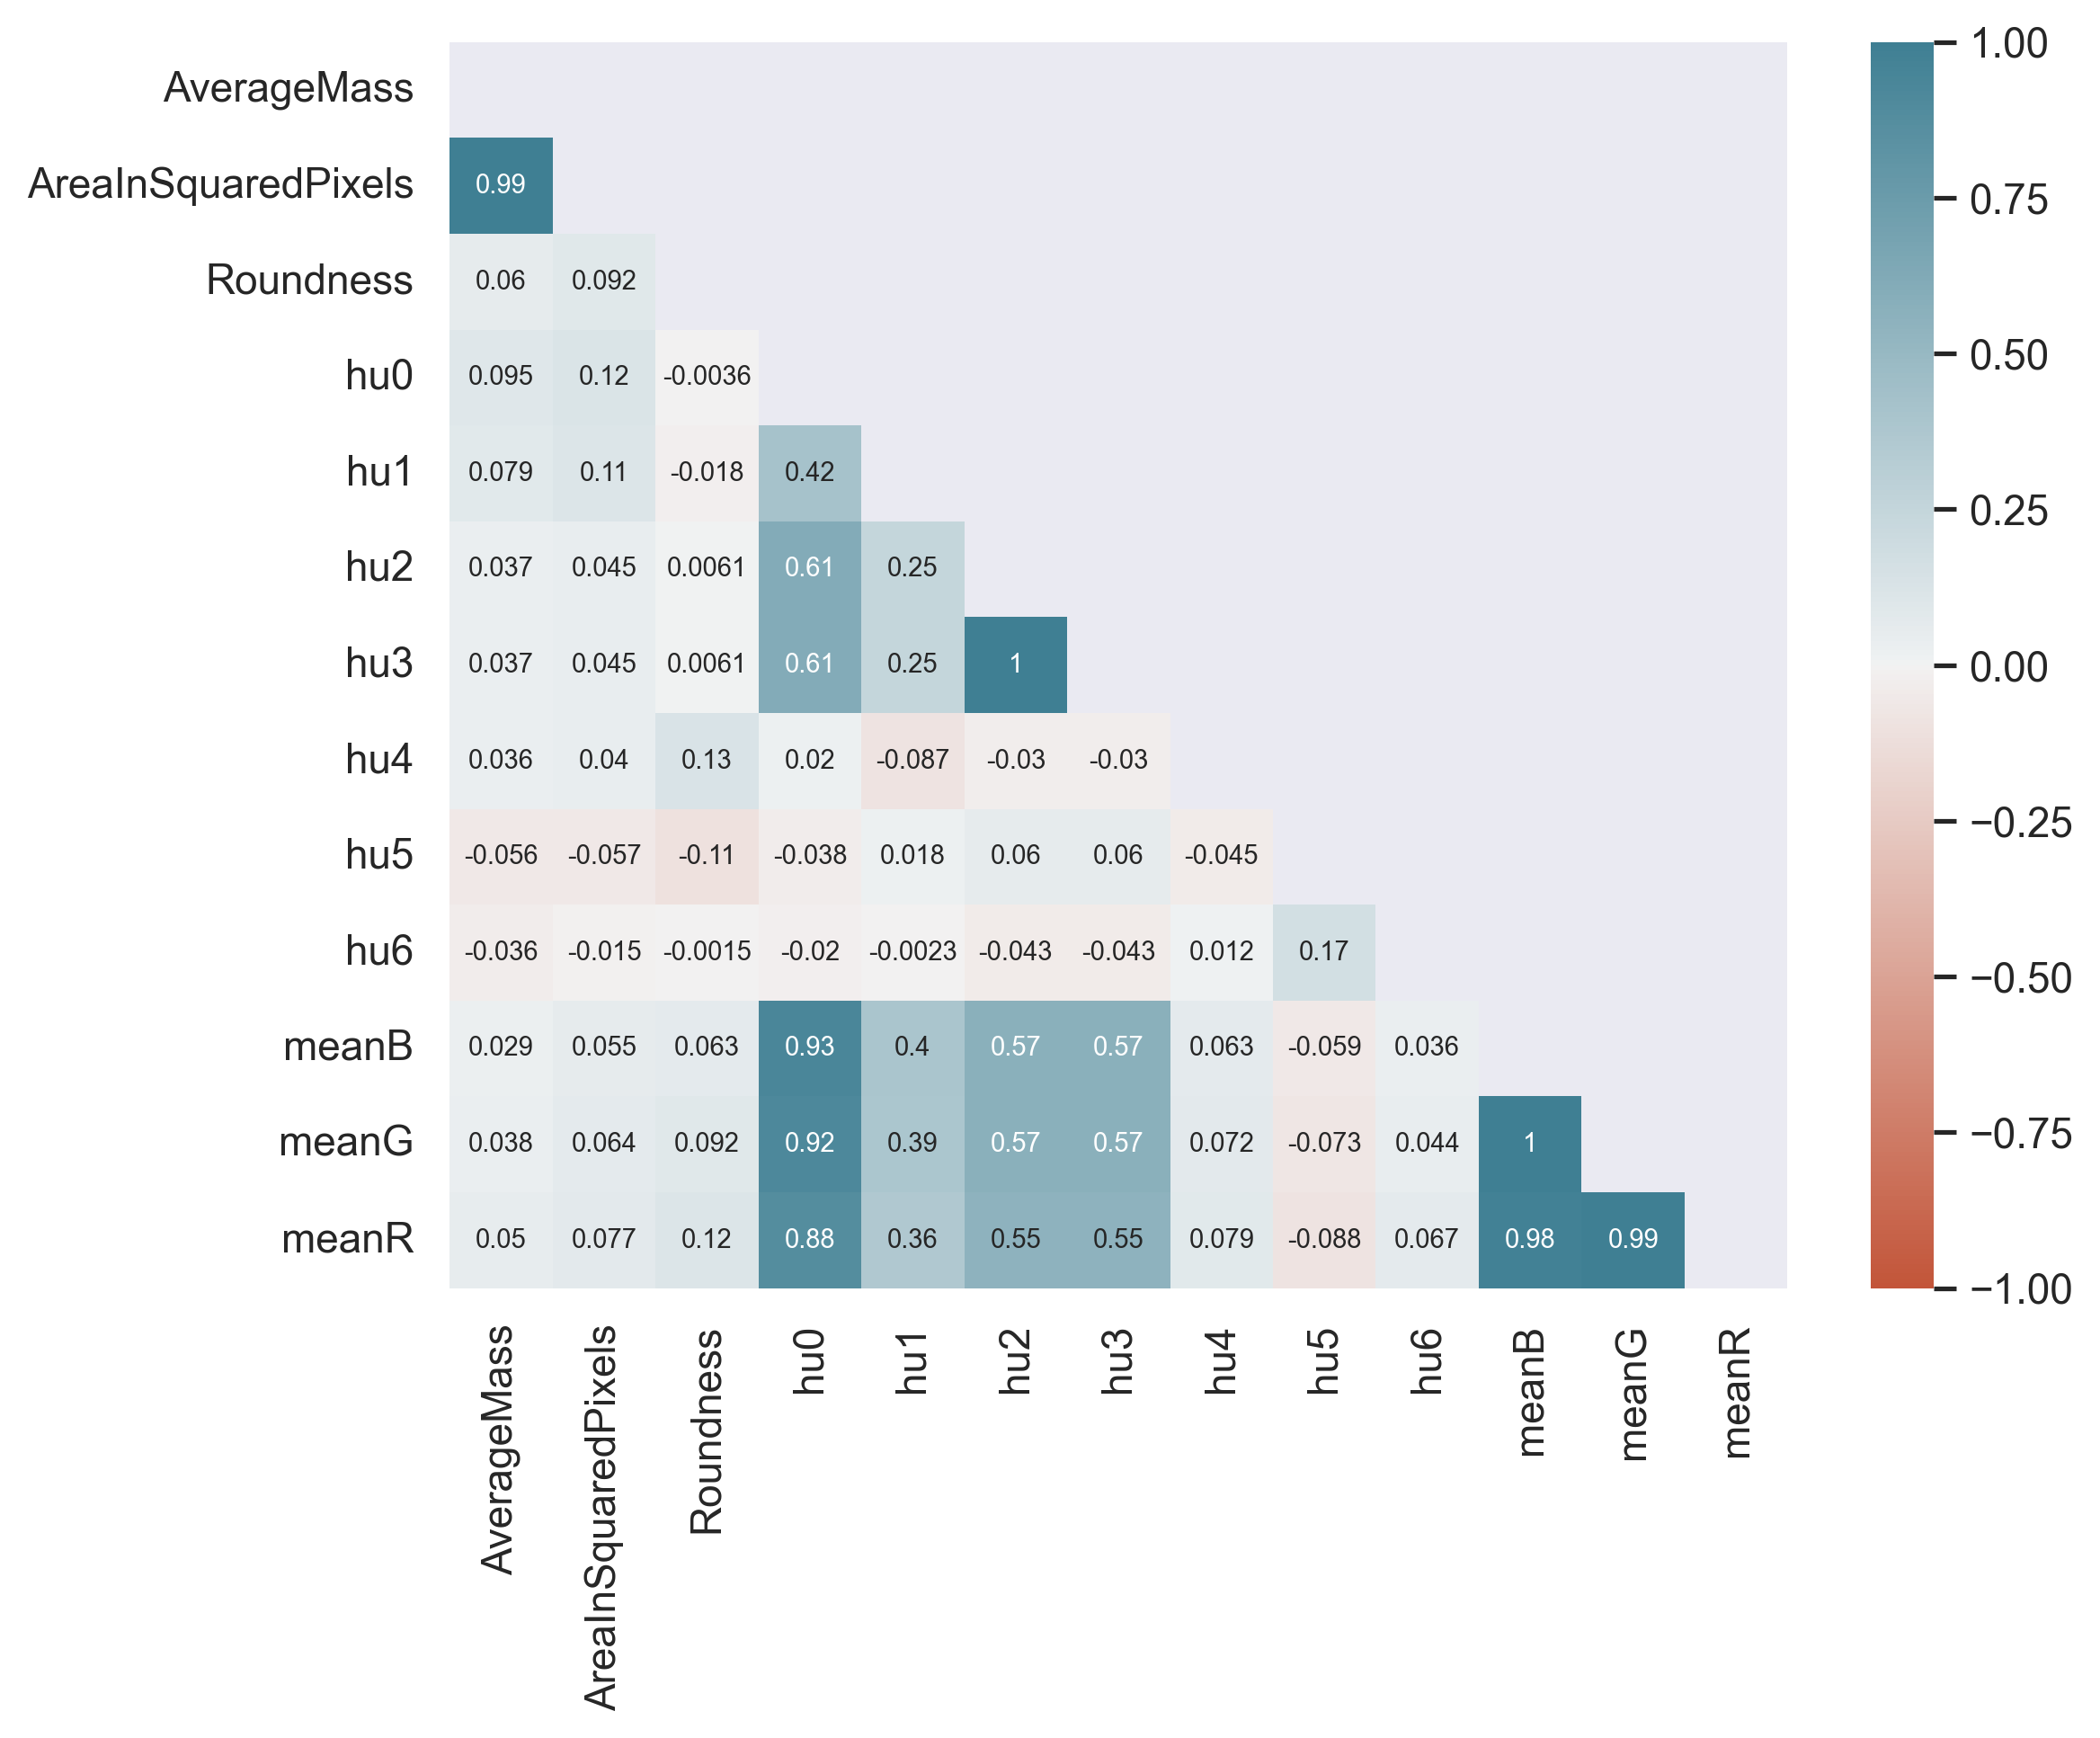 AverageMass
AreaInSquaredPixels 0.99
Roundness 0.06 0.092
hu0 0.095 0.12 -0.0036
hu1 0.079 0.11 -0.018 0.42
hu2 0.037 0.045 0.0061 0.61 0.25
hu3 0.037 0.045 0.0061 0.61 0.25 1
hu4 0.036 0.04 0.13 0.02 -0.087 -0.03 -0.03
hu5 -0.056 -0.057 -0.11 -0.038 0.018 0.06 0.06 -0.045
hu6 -0.036 -0.015 -0.0015 -0.02 -0.0023 -0.043 -0.043 0.012 0.17
meanB 0.029 0.055 0.063 0.93 0.4 0.57 0.57 0.063 -0.059 0.036
meanG 0.038 0.064 0.092 0.92 0.39 0.57 0.57 0.072 -0.073 0.044 1
meanR 0.05 0.077 0.12 0.88 0.36 0.55 0.55 0.079 -0.088 0.067 0.98 0.99
AverageMass
AreaInSquaredPixels
Roundness
hu0
hu1
hu2
hu3
hu4
hu5
hu6
meanB
meanG
meanR
1.00
0.75
0.50
0.25
0.00
−0.25
−0.50
−0.75
−1.00